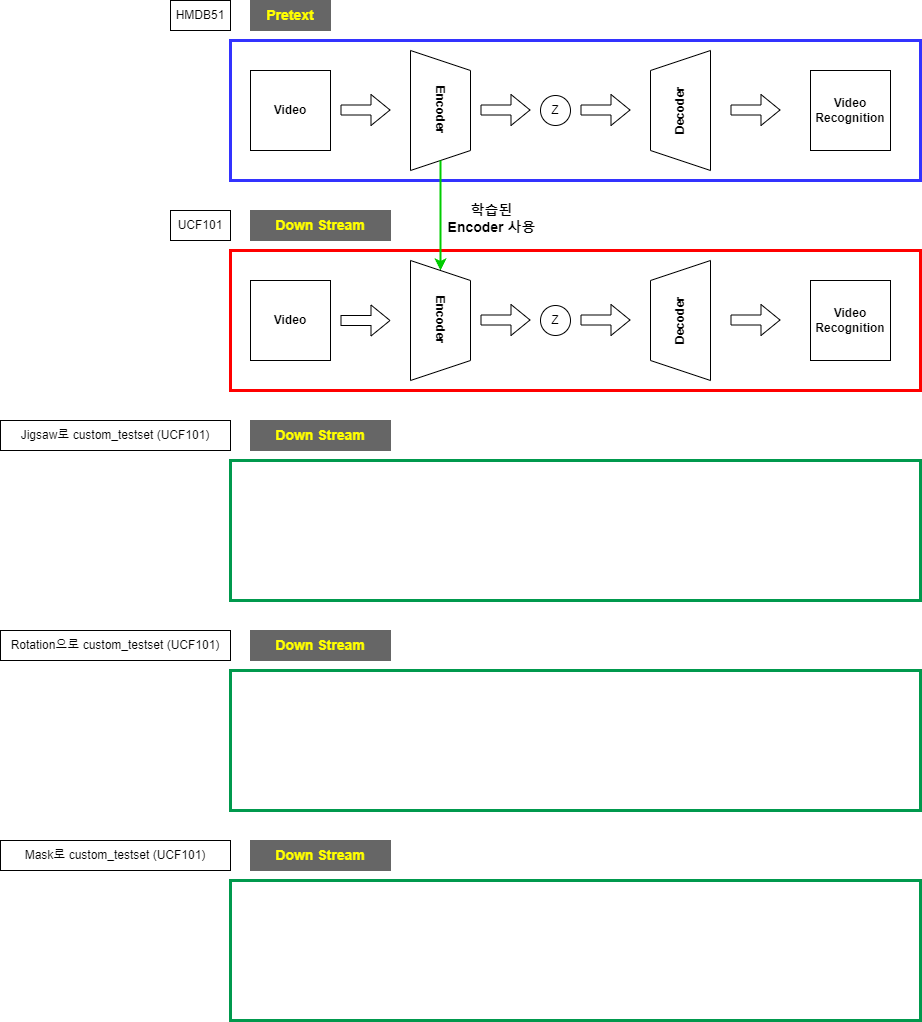 HMDB51
Pretext
Video
Encoder
Z
Decoder
Video
Recognition
학습된
Encoder 사용
UCF101
Down Stream
Video
Encoder
Z
Decoder
Video
Recognition
Jigsaw로 custom_testset (UCF101)
Down Stream
Rotation으로 custom_testset (UCF101)
Down Stream
Mask로 custom_testset (UCF101)
Down Stream